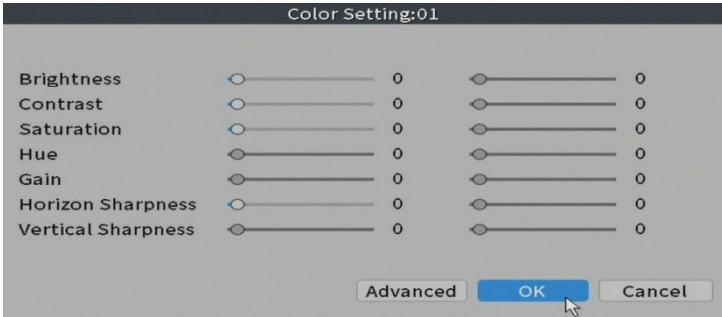 Color Setting:01
Brightness 0 0
Contrast 0 0
Saturation 0 0
Hue 0 0
Gain 0 0
Horizon Sharpness 0 0
Vertical Sharpness 0 0
Advanced OK Cancel